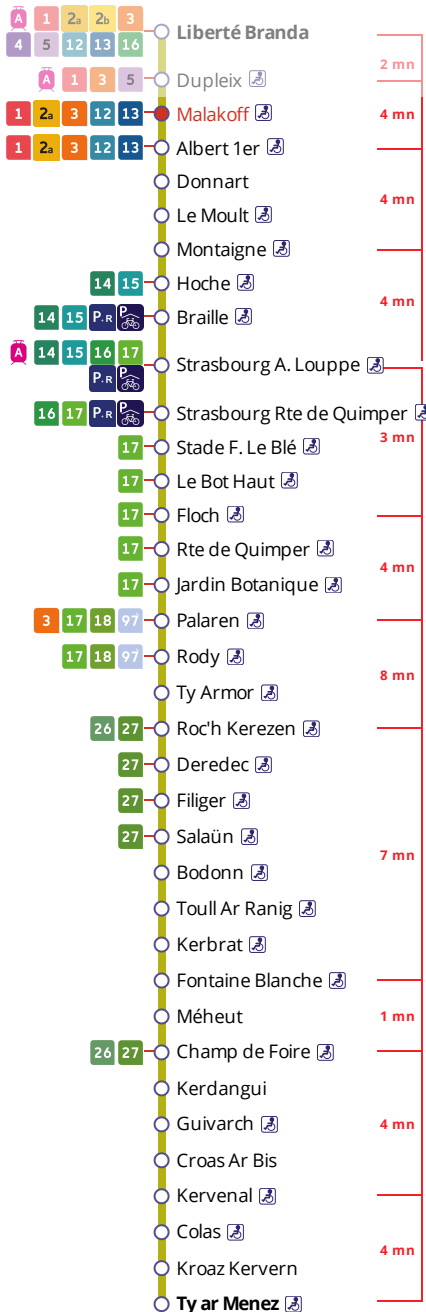 A 1 2a 2b 3
4 5 12 13 16
Liberté Branda
2 mn
A 1 3 5 Dupleix
1 2a 3 12 13 Malakoff
4 mn
1 2a 3 12 13 Albert 1er
Donnart
4 mn
Le Moult
Montaigne
14 15 Hoche
4 mn
14 15 P.R P Braille
A 14 15 16 17
P.R P
Strasbourg A. Louppe
16 17 P.R P Strasbourg Rte de Quimper
3 mn
17 Stade F. Le Blé
17 Le Bot Haut
17 Floch
17 Rte de Quimper
4 mn
17 Jardin Botanique
3 17 18 97 Palaren
17 18 97 Rody
8 mn
Ty Armor
26 27 Roc'h Kerezen
27 Deredec
27 Filiger
27 Salaün
7 mn
Bodonn
Toull Ar Ranig
Kerbrat
Fontaine Blanche
Méheut
1 mn
26 27 Champ de Foire
Kerdangui
Guivarch
4 mn
Croas Ar Bis
Kervenal
Colas
4 mn
Kroaz Kervern
Ty ar Menez